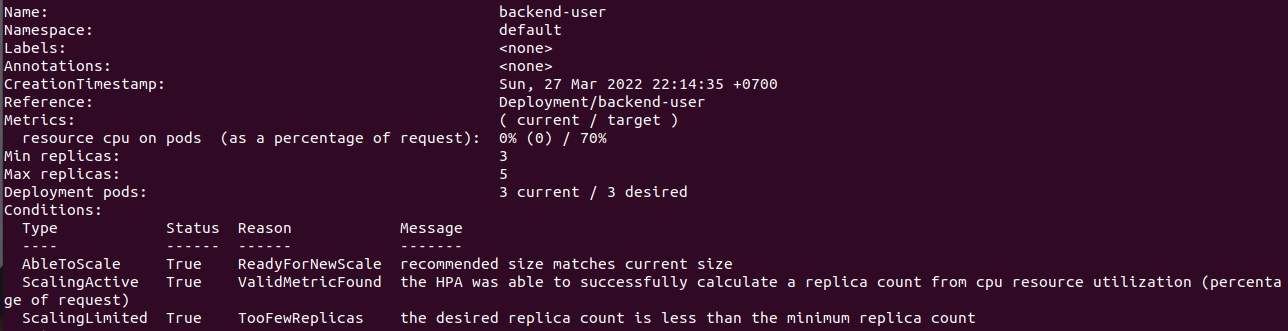 Name:                                                  backend-user
Namespace:                                             default
Labels:                                                <none>
Annotations:                                           <none>
CreationTimestamp:                                     Sun, 27 Mar 2022 22:14:35 +0700
Reference:                                             Deployment/backend-user
Metrics:                                               ( current / target )
  resource cpu on pods  (as a percentage of request):  0% (0) / 70%
Min replicas:                                          3
Max replicas:                                          5
Deployment pods:                                       3 current / 3 desired
Conditions:
  Type            Status  Reason            Message
  ----            ------  ------            -------
  AbleToScale     True    ReadyForNewScale  recommended size matches current size
  ScalingActive   True    ValidMetricFound  the HPA was able to successfully calculate a replica count from cpu resource utilization (percenta
ge of request)
  ScalingLimited  True    TooFewReplicas    the desired replica count is less than the minimum replica count